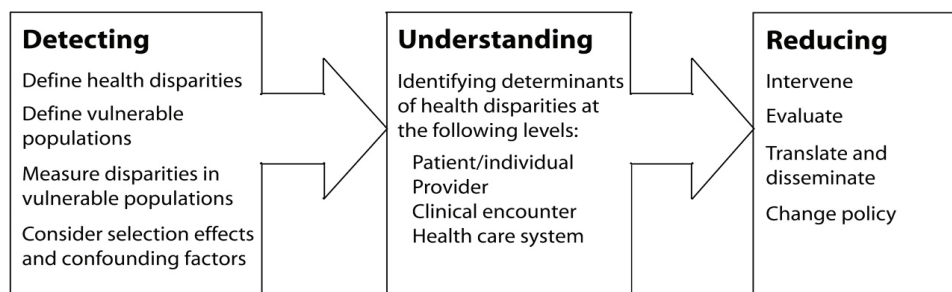 Detecting
Define health disparities
Define vulnerable
populations
Measure disparities in
vulnerable populations
Consider selection effects
and confounding factors
Understanding
Identifying determinants
of health disparities at
the following levels:
Patient/individual
Provider
Clinical encounter
Health care system
Reducing
Intervene
Evaluate
Translate and
disseminate
Change policy